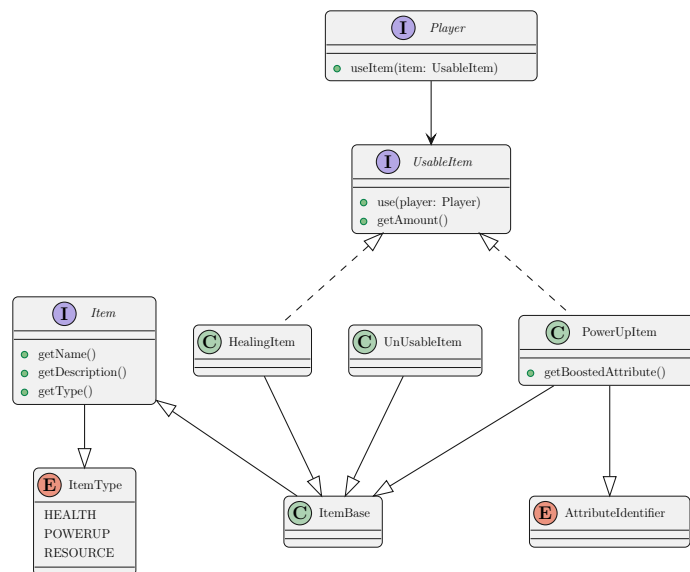 I Player
useItem(item: UsableItem)
I UsableItem
use(player: Player)
getAmount()
I Item
getName()
getDescription()
getType()
C HealingItem
C UnUsableItem
C PowerUpItem
getBoostedAttribute()
E ItemType
HEALTH
POWERUP
RESOURCE
C ItemBase
E AttributeIdentifier